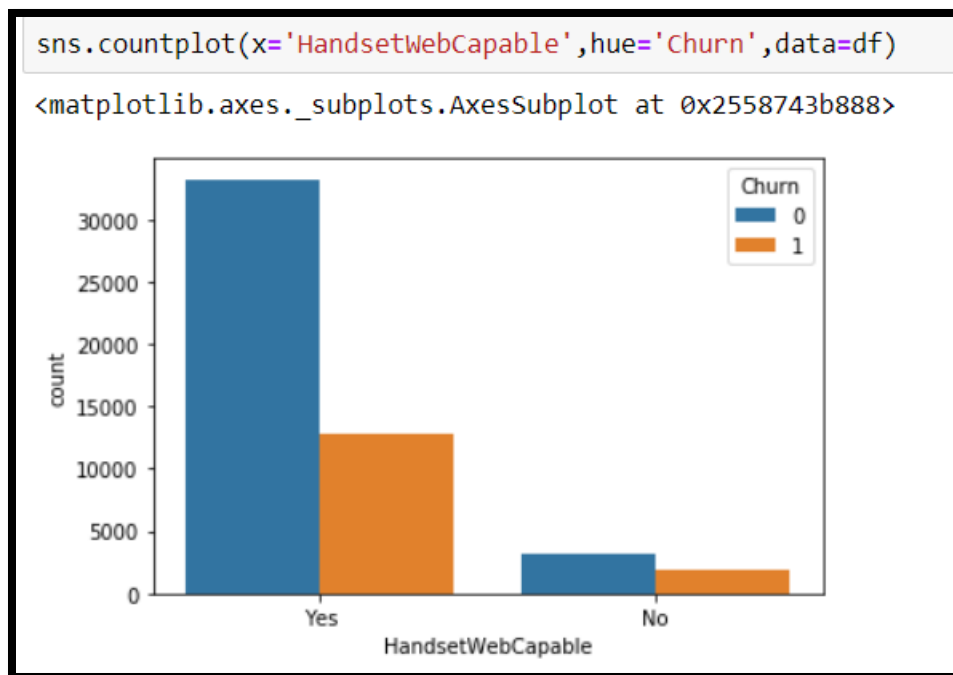 sns.countplot(x='HandsetWebCapable',hue='Churn',data=df)
<matplotlib.axes._subplots.AxesSubplot at 0x2558743b888>
Churn
0
1
30000
25000
20000
15000
10000
5000
0
count
Yes No
HandsetWebCapable